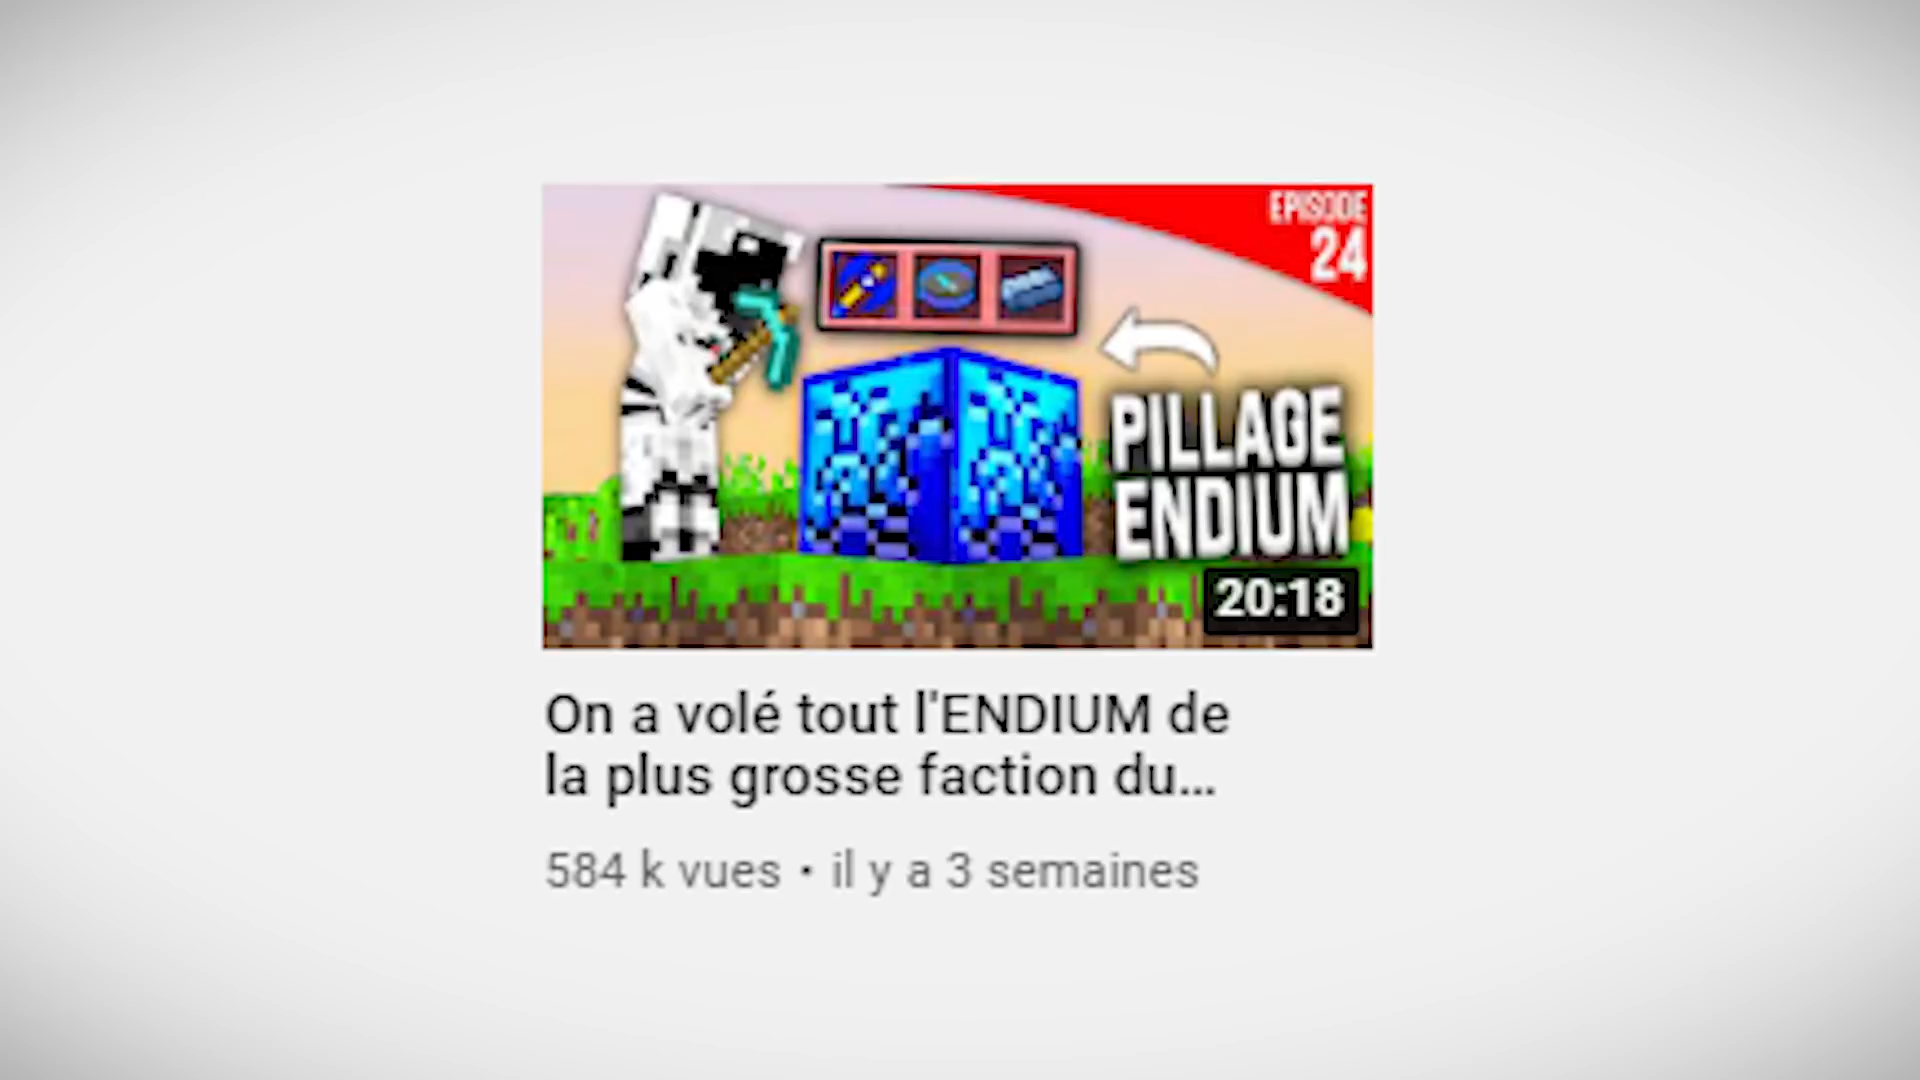 EPISODE
24
PILLAGE
ENDIUM
20:18
On a volé tout l'ENDIUM de
la plus grosse faction du...
584 k vues • il y a 3 semaines